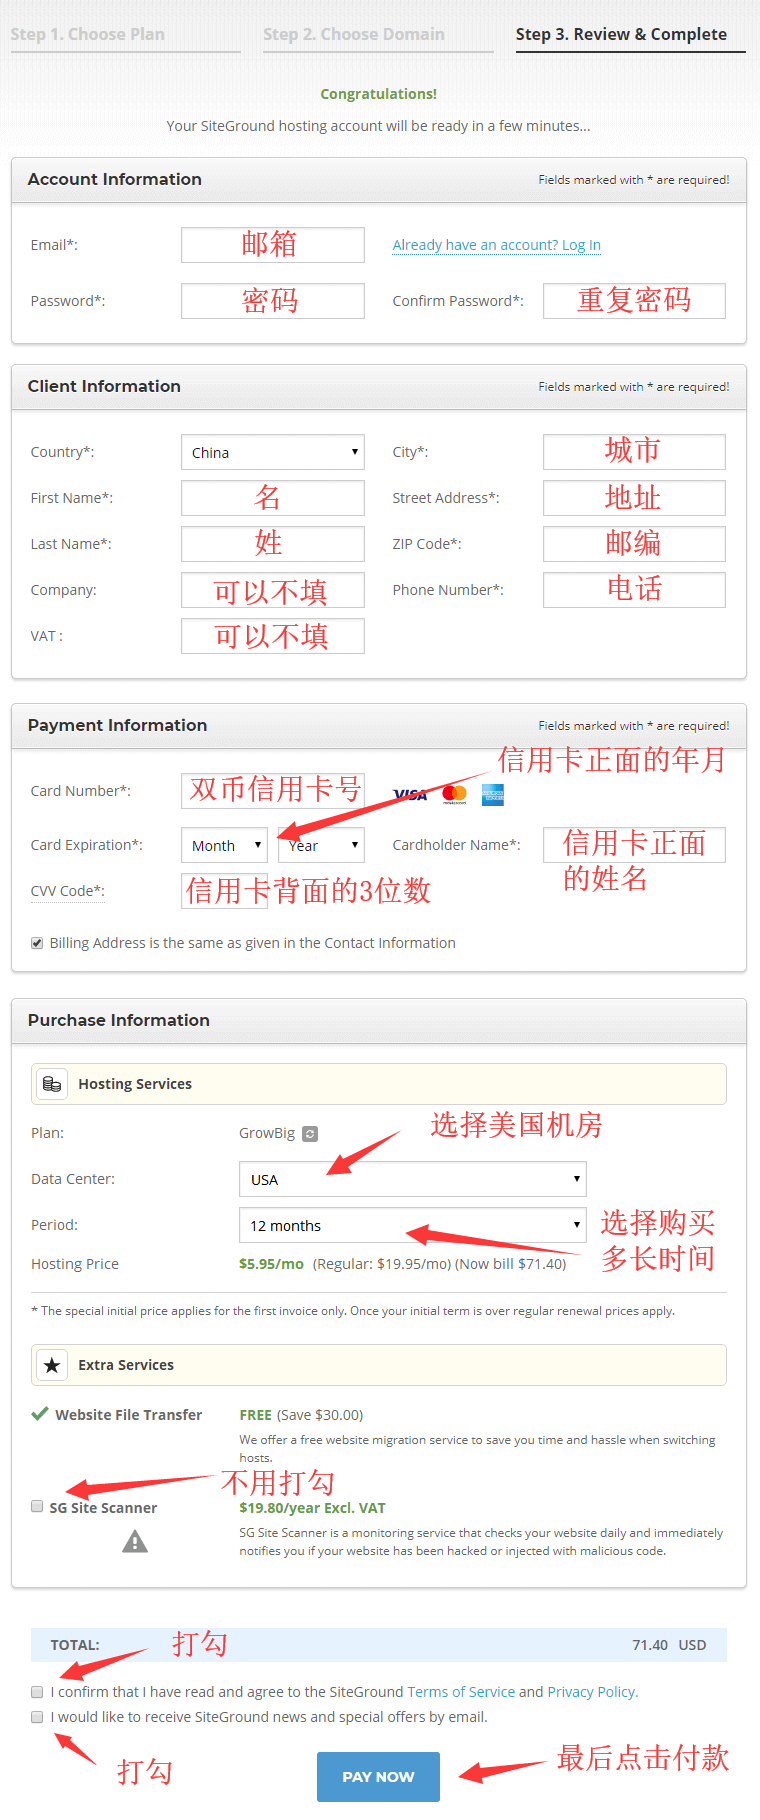 Step 1. Choose Plan
Step 2. Choose Domain
Step 3. Review & Complete
Congratulations!
Your SiteGround hosting account will be ready in a few minutes...
Account Information
Fields marked with * are required!
Email*:
邮箱
Already have an account? Log In
Password*:
密码
Confirm Password*:
重复密码
Client Information
Fields marked with * are required!
Country*:
China
City*:
城市
First Name*:
名
Street Address*:
地址
Last Name*:
姓
ZIP Code*:
邮编
Company:
可以不填
Phone Number*:
电话
VAT :
可以不填
Payment Information
Fields marked with * are required!
信用卡正面的年月
Card Number*:
双币信用卡号
VISA
Card Expiration*:
Month
Year
Cardholder Name*:
信用卡正面
的姓名
CVV Code*:
信用卡背面的3位数
Billing Address is the same as given in the Contact Information
Purchase Information
Hosting Services
Plan:
GrowBig
选择美国机房
Data Center:
USA
Period:
12 months
选择购买
多长时间
Hosting Price
$5.95/mo (Regular: $19.95/mo) (Now bill $71.40)
* The special initial price applies for the first invoice only. Once your initial term is over regular renewal prices apply.
Extra Services
Website File Transfer
FREE (Save $30.00)
We offer a free website migration service to save you time and hassle when switching
hosts.
不用打勾
SG Site Scanner
$19.80/year Excl. VAT
SG Site Scanner is a monitoring service that checks your website daily and immediately
notifies you if your website has been hacked or injected with malicious code.
TOTAL:
打勾
71.40 USD
I confirm that I have read and agree to the SiteGround Terms of Service and Privacy Policy.
I would like to receive SiteGround news and special offers by email.
打勾
PAY NOW
最后点击付款